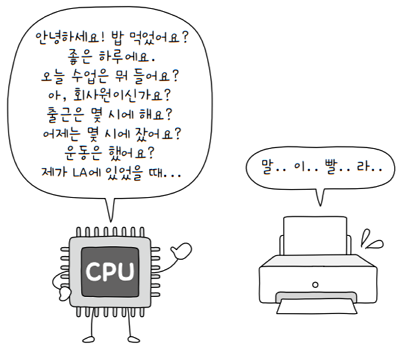 안녕하세요! 밥 먹었어요?
좋은 하루에요.
오늘 수업은 뭐 들어요?
아, 회사원이신가요?
출근은 몇 시에 해요?
어제는 몇 시에 잤어요?
운동은 했어요?
제가 LA에 있었을 때...
말.. 이.. 빨.. 라..
CPU